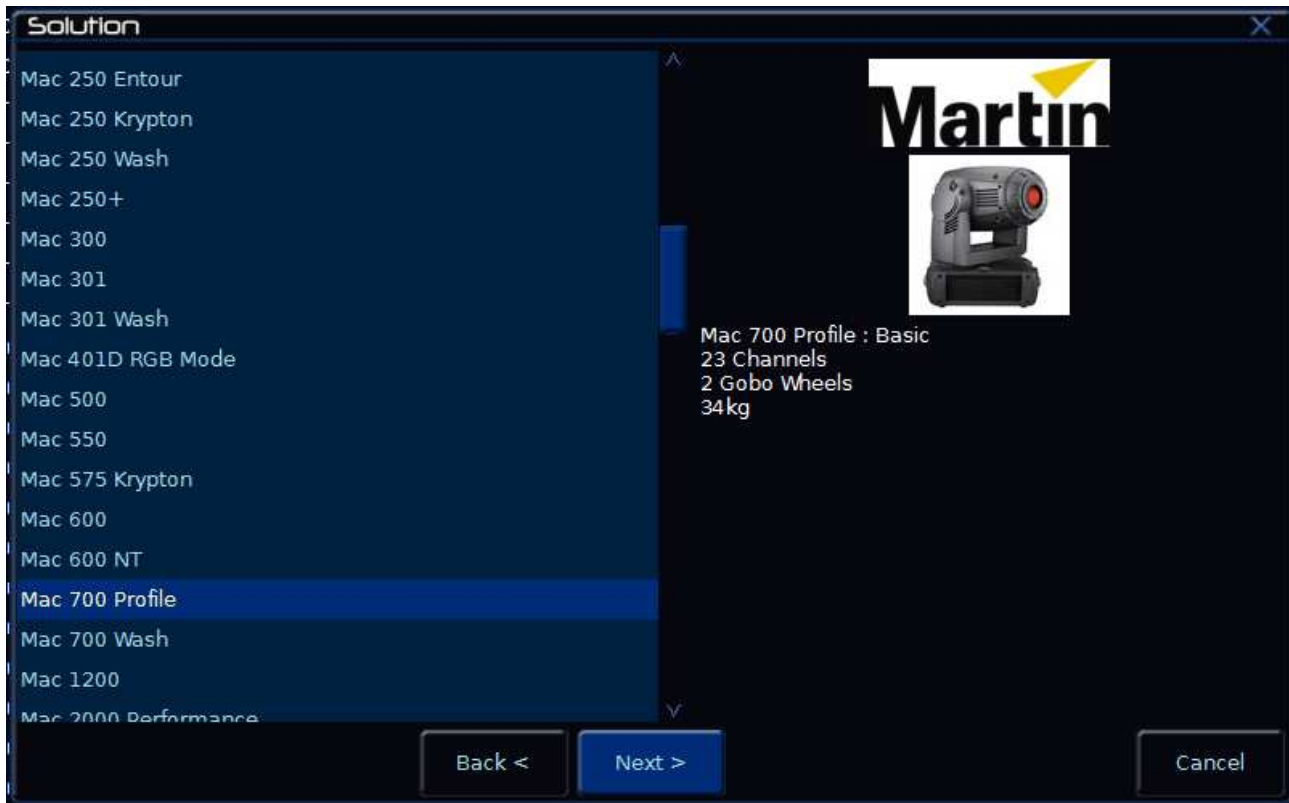 Solution
X
Mac 250 Entour
Mac 250 Krypton
Mac 250 Wash
Mac 250+
Mac 300
Mac 301
Mac 301 Wash
Mac 401D RGB Mode
Mac 500
Mac 550
Mac 575 Krypton
Mac 600
Mac 600 NT
Mac 700 Profile
Mac 700 Wash
Mac 1200
Mac 2000 Performance
Martin
Mac 700 Profile : Basic
23 Channels
2 Gobo Wheels
34kg
Back <
Next >
Cancel